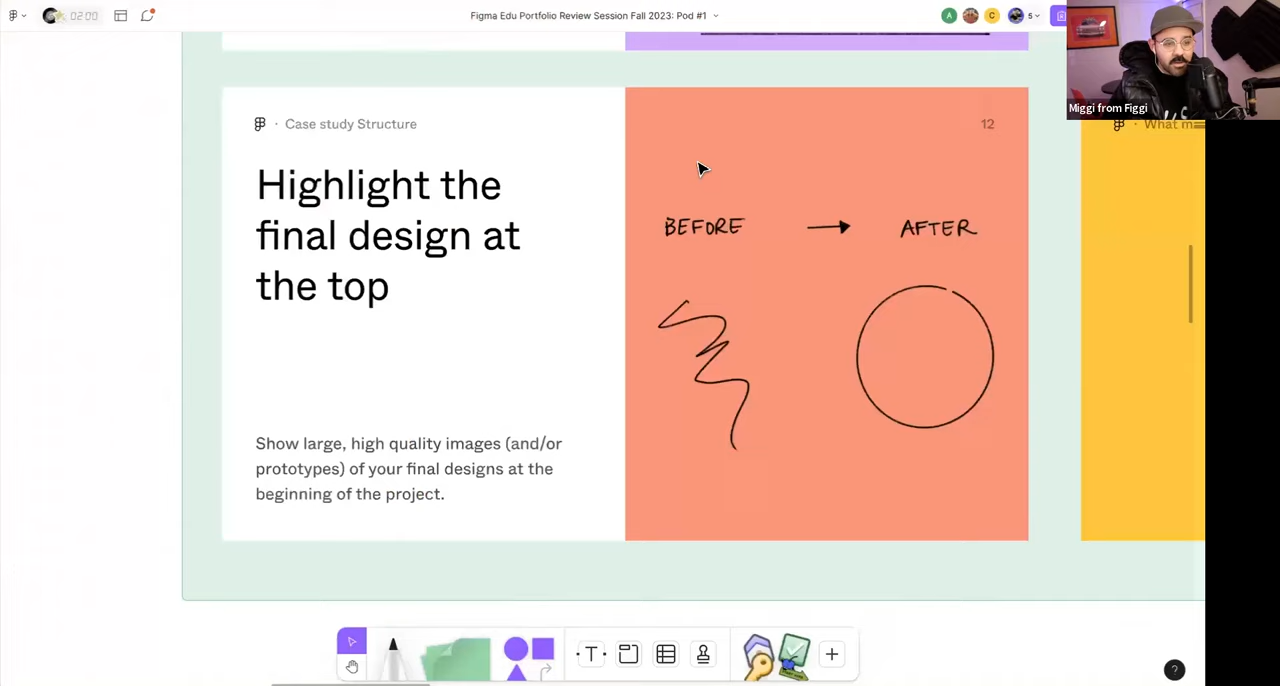 02:00
Figma Edu Portfolio Review Session Fall 2023: Pod #1
A
C
5
Miggi from Figgi
· Case study Structure
12
· What m
Highlight the
final design at
the top
BEFORE → AFTER
Show large, high quality images (and/or
prototypes) of your final designs at the
beginning of the project.
T
?